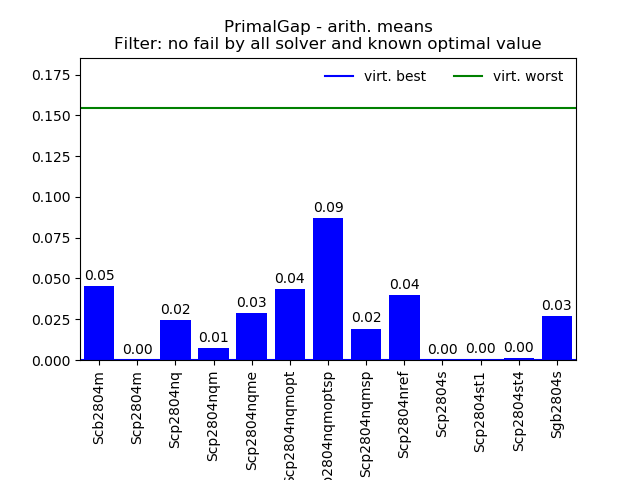 PrimalGap - arith. means
Filter: no fail by all solver and known optimal value
virt. best
virt. worst
0.175
0.150
0.125
0.100
0.075
0.050
0.025
0.000
0.05
0.00
0.02
0.01
0.03
0.04
0.09
0.02
0.04
0.00
0.00
0.00
0.03
Scb2804m
Scp2804m
Scp2804nq
Scp2804nqm
Scp2804nqme
Scp2804nqmopt
p2804nqmoptsp
Scp2804nqmsp
Scp2804nref
Scp2804s
Scp2804st1
Scp2804st4
Sgb2804s